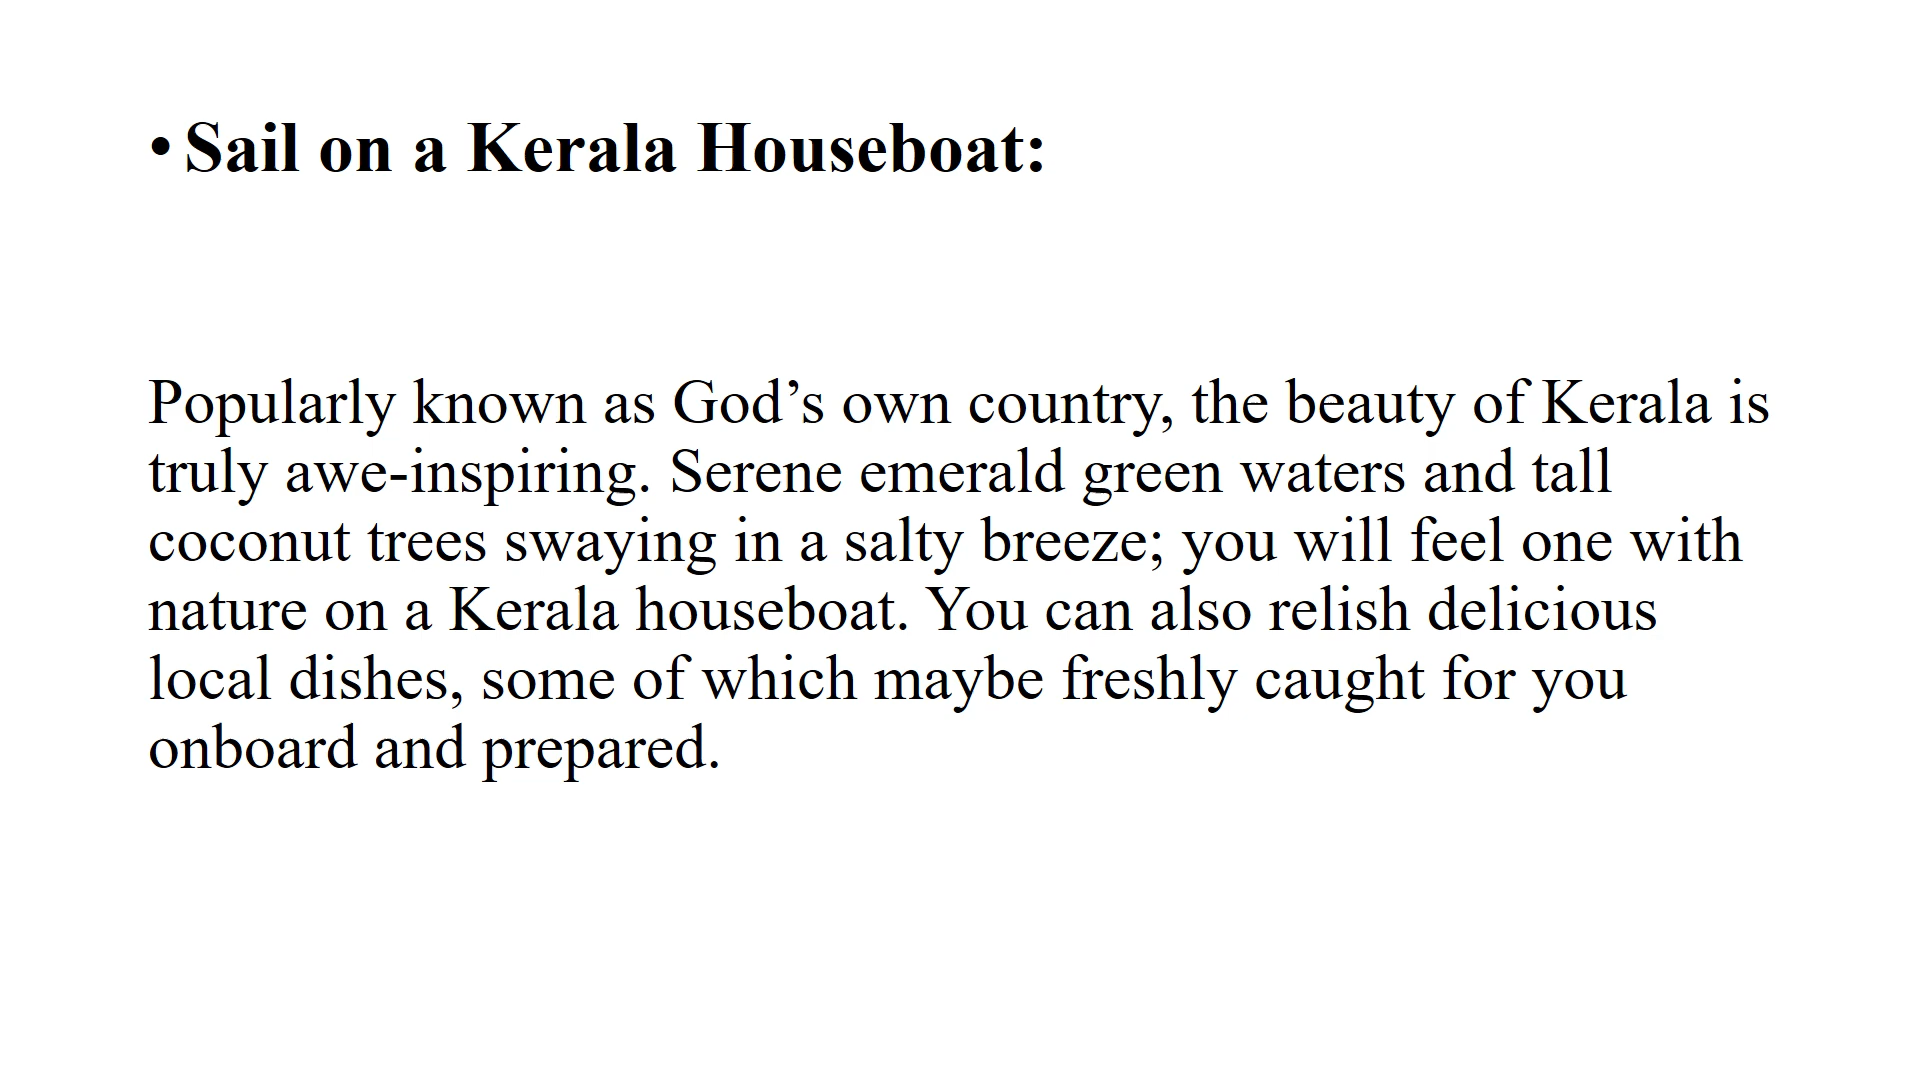 • Sail on a Kerala Houseboat:
Popularly known as God’s own country, the beauty of Kerala is
truly awe-inspiring. Serene emerald green waters and tall
coconut trees swaying in a salty breeze; you will feel one with
nature on a Kerala houseboat. You can also relish delicious
local dishes, some of which maybe freshly caught for you
onboard and prepared.